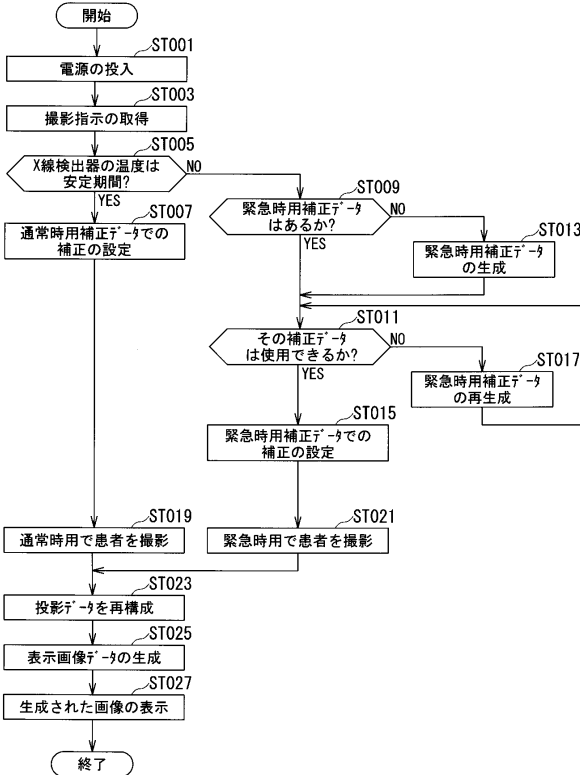 開始
ST001
電源の投入
ST003
撮影指示の取得
ST005
X線検出器の温度は
安定期間?
NO
YES
ST007
通常時用補正データでの
補正の設定
ST009
緊急時用補正データ
はあるか?
NO
YES
ST013
緊急時用補正データ
の生成
ST011
その補正データ
は使用できるか?
NO
YES
ST017
緊急時用補正データ
の再生成
ST015
緊急時用補正データでの
補正の設定
ST019
通常時用で患者を撮影
ST021
緊急時用で患者を撮影
ST023
投影データを再構成
ST025
表示画像データの生成
ST027
生成された画像の表示
終了